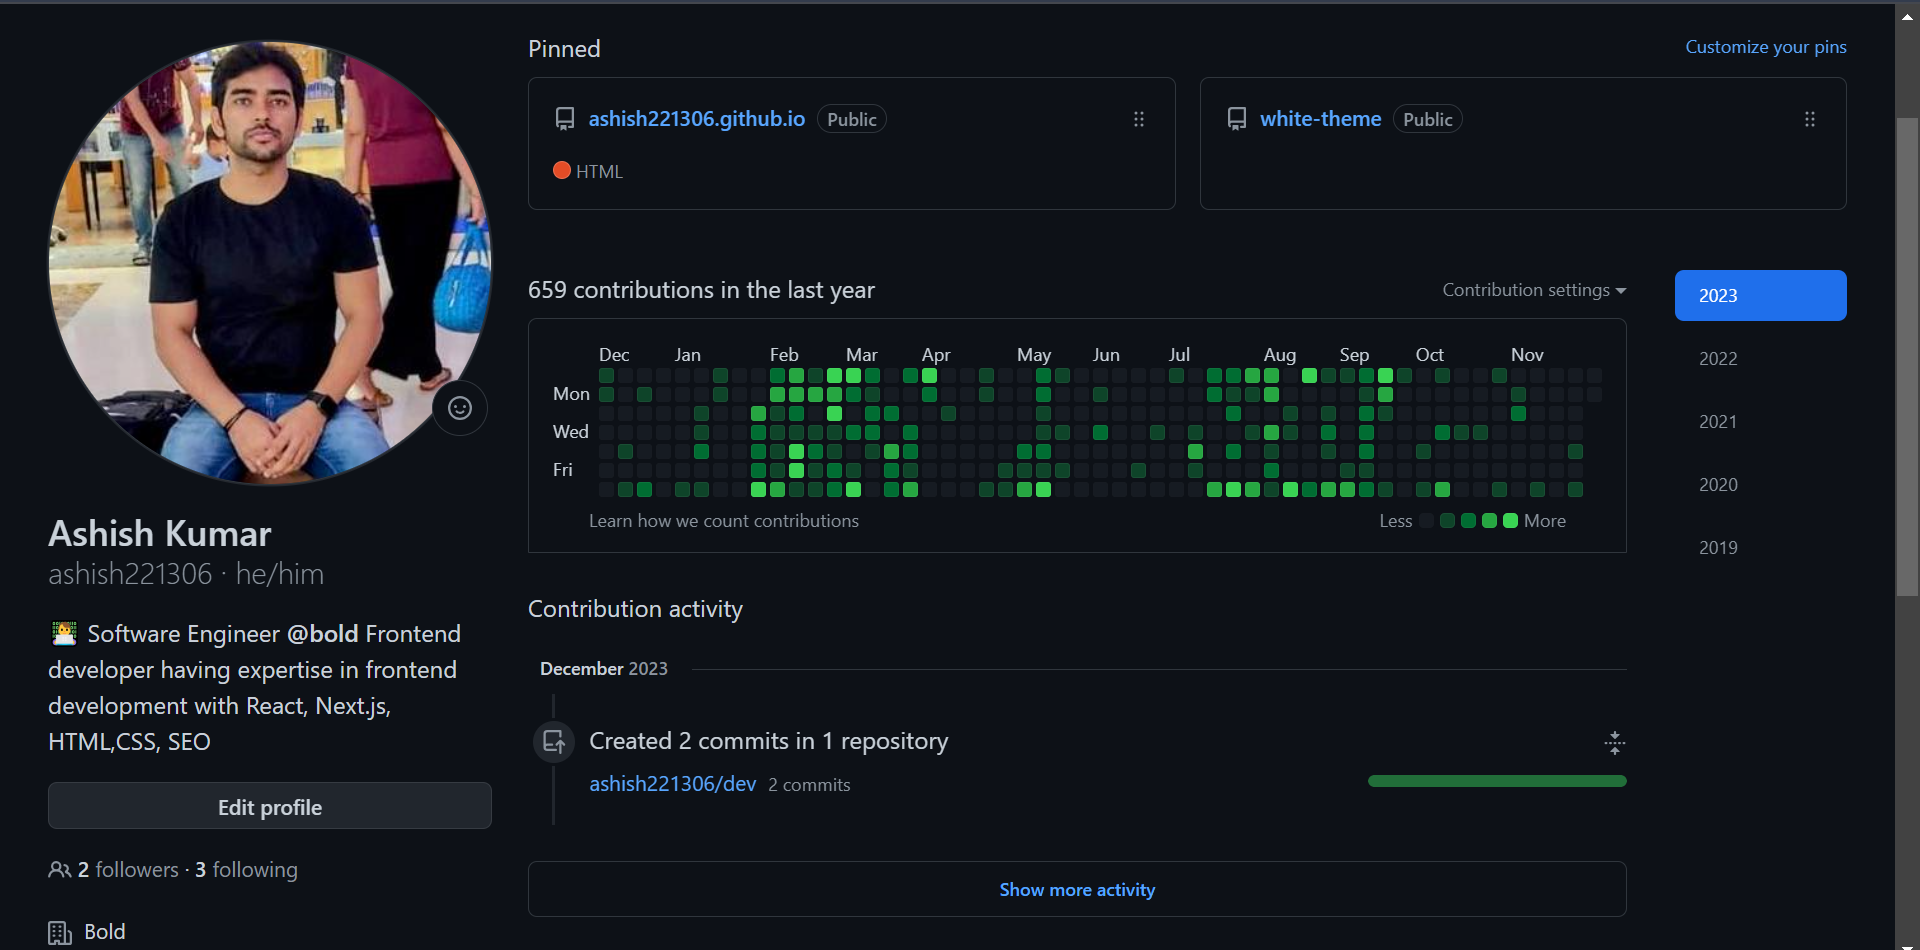 Pinned
Customize your pins
ashish221306.github.io Public
HTML
white-theme Public
659 contributions in the last year
Contribution settings
2023
2022
2021
2020
2019
Dec Jan Feb Mar Apr May Jun Jul Aug Sep Oct Nov
Mon
Wed
Fri
Learn how we count contributions
Less More
Ashish Kumar
ashish221306 · he/him
Software Engineer @bold Frontend
developer having expertise in frontend
development with React, Next.js,
HTML,CSS, SEO
Edit profile
2 followers · 3 following
Bold
Contribution activity
December 2023
Created 2 commits in 1 repository
ashish221306/dev 2 commits
Show more activity